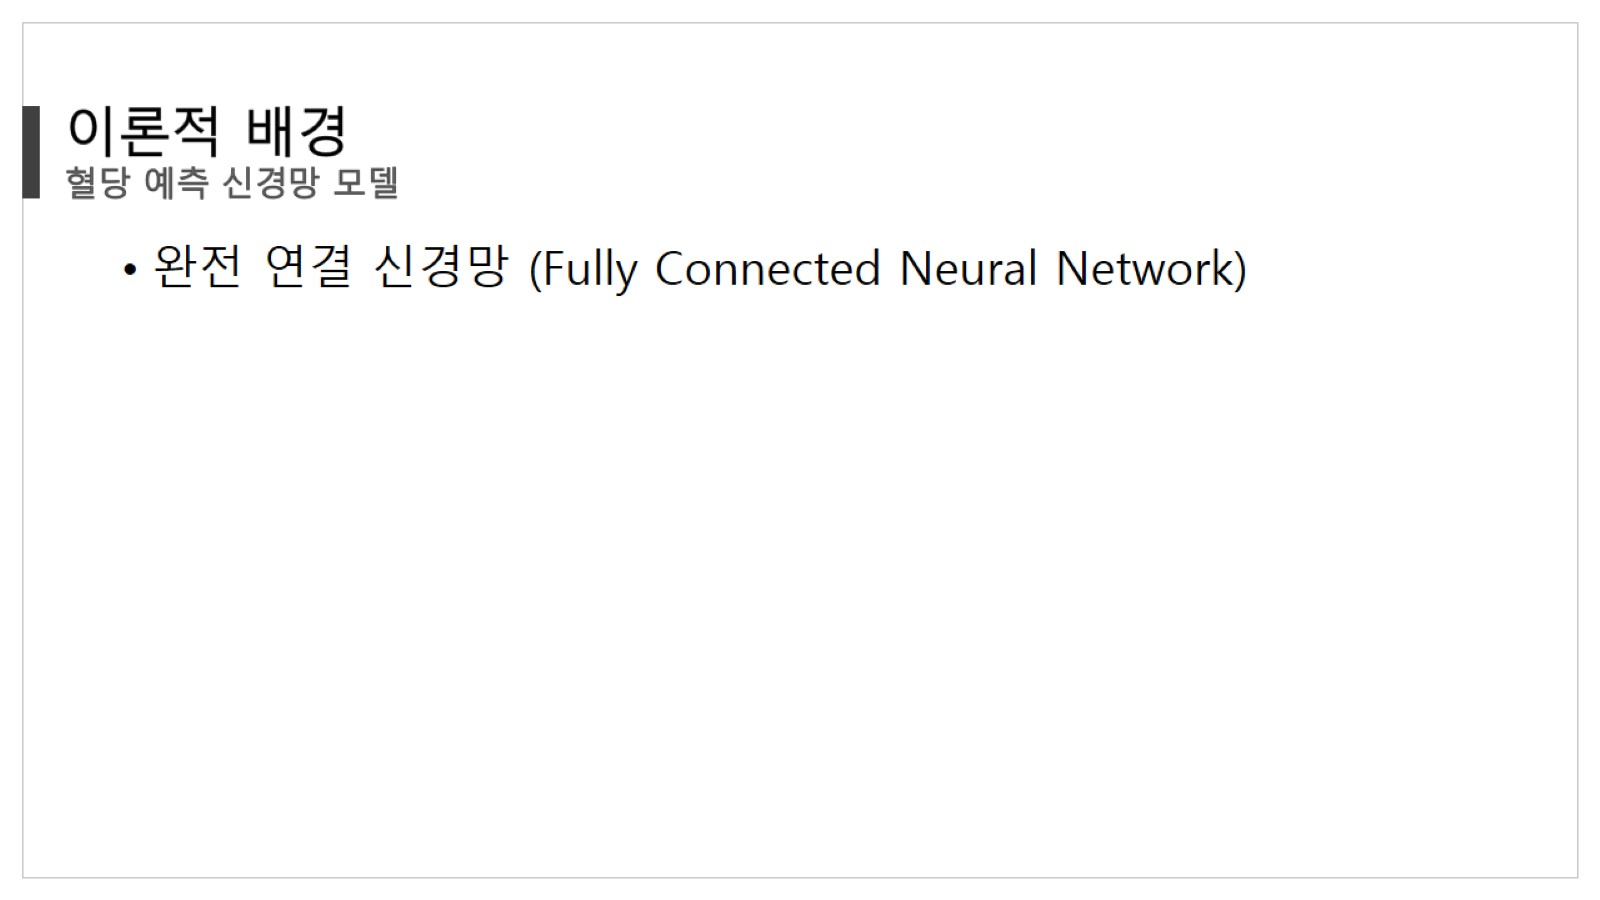 이론적 배경
혈당 예측 신경망 모델
• 완전 연결 신경망 (Fully Connected Neural Network)